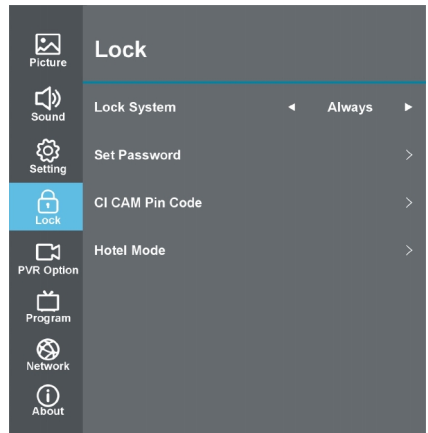 Lock
Picture
Sound
Setting
Lock
PVR Option
Program
Network
About
Lock System ◄ Always ►
Set Password >
CI CAM Pin Code >
Hotel Mode >